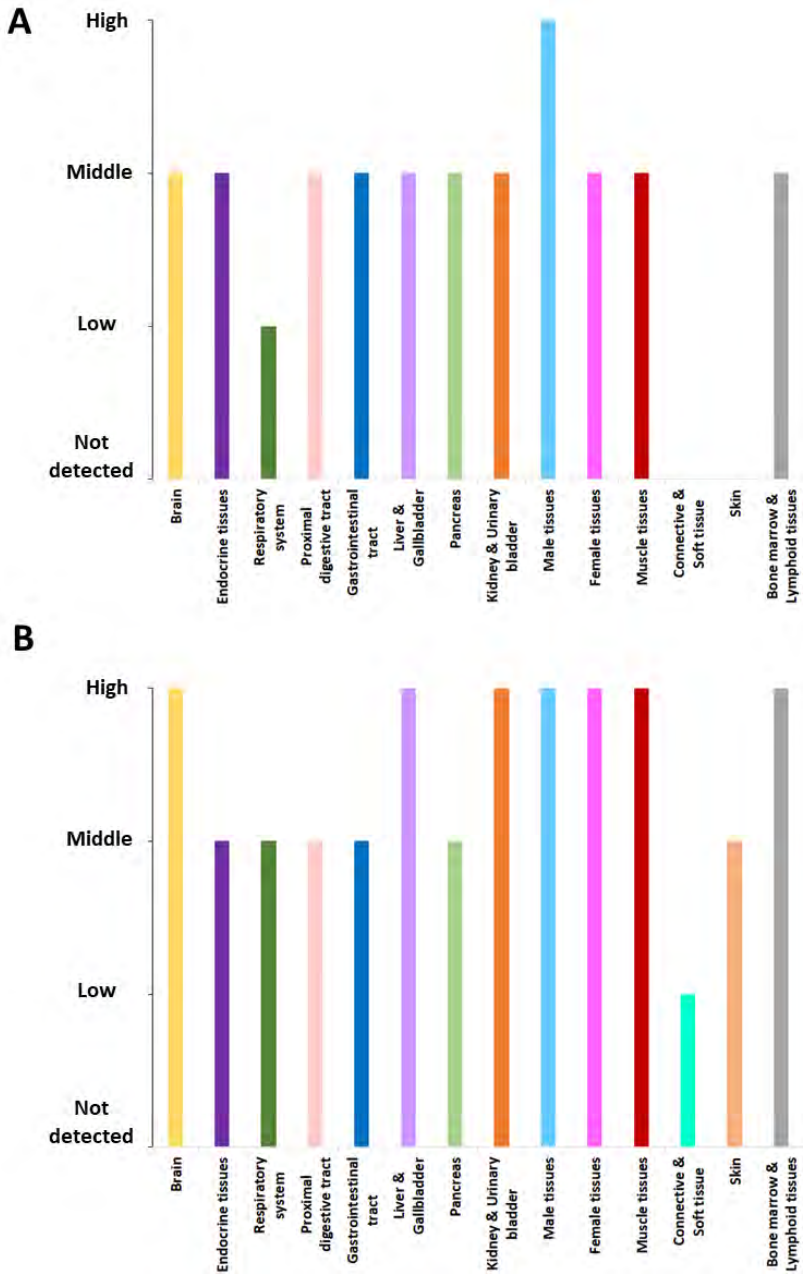 A
High
Middle
Low
Not
detected
Brain
Endocrine tissues
Respiratory
system
Proximal
digestive tract
Gastrointestinal
tract
Liver &
Gallbladder
Pancreas
Kidney & Urinary
bladder
Male tissues
Female tissues
Muscle tissues
Connective &
Soft tissue
Skin
Bone marrow &
Lymphoid tissues
B
High
Middle
Low
Not
detected
Brain
Endocrine tissues
Respiratory
system
Proximal
digestive tract
Gastrointestinal
tract
Liver &
Gallbladder
Pancreas
Kidney & Urinary
bladder
Male tissues
Female tissues
Muscle tissues
Connective &
Soft tissue
Skin
Bone marrow &
Lymphoid tissues